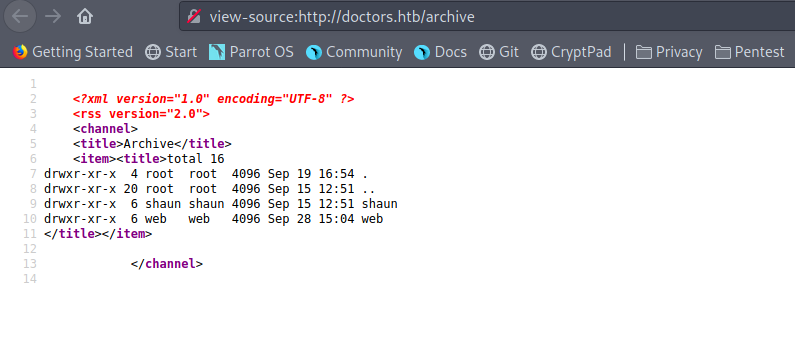 view-source:http://doctors.htb/archive
Getting Started Start Parrot OS Community Docs Git CryptPad Privacy Pentest
1
2 <?xml version="1.0" encoding="UTF-8" ?>
3 <rss version="2.0">
4 <channel>
5 <title>Archive</title>
6 <item><title>total 16
7 drwxr-xr-x  4 root  root  4096 Sep 19 16:54 .
8 drwxr-xr-x 20 root  root  4096 Sep 15 12:51 ..
9 drwxr-xr-x  6 shaun shaun 4096 Sep 15 12:51 shaun
10 drwxr-xr-x  6 web   web   4096 Sep 28 15:04 web
11 </title></item>
12
13 </channel>
14